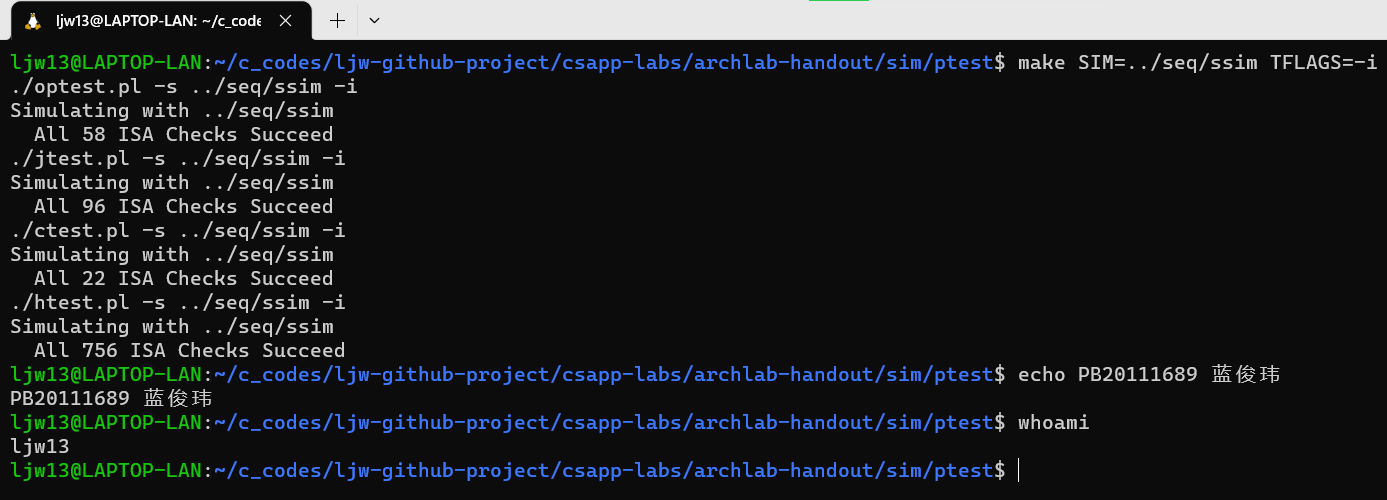 ljw13@LAPTOP-LAN: ~/c_code
ljw13@LAPTOP-LAN:~/c_codes/ljw-github-project/csapp-labs/archlab-handout/sim/ptest$ make SIM=../seq/ssim TFLAGS=-i
./optest.pl -s ../seq/ssim -i
Simulating with ../seq/ssim
  All 58 ISA Checks Succeed
./jtest.pl -s ../seq/ssim -i
Simulating with ../seq/ssim
  All 96 ISA Checks Succeed
./ctest.pl -s ../seq/ssim -i
Simulating with ../seq/ssim
  All 22 ISA Checks Succeed
./htest.pl -s ../seq/ssim -i
Simulating with ../seq/ssim
  All 756 ISA Checks Succeed
ljw13@LAPTOP-LAN:~/c_codes/ljw-github-project/csapp-labs/archlab-handout/sim/ptest$ echo PB20111689 蓝俊玮
PB20111689 蓝俊玮
ljw13@LAPTOP-LAN:~/c_codes/ljw-github-project/csapp-labs/archlab-handout/sim/ptest$ whoami
ljw13
ljw13@LAPTOP-LAN:~/c_codes/ljw-github-project/csapp-labs/archlab-handout/sim/ptest$